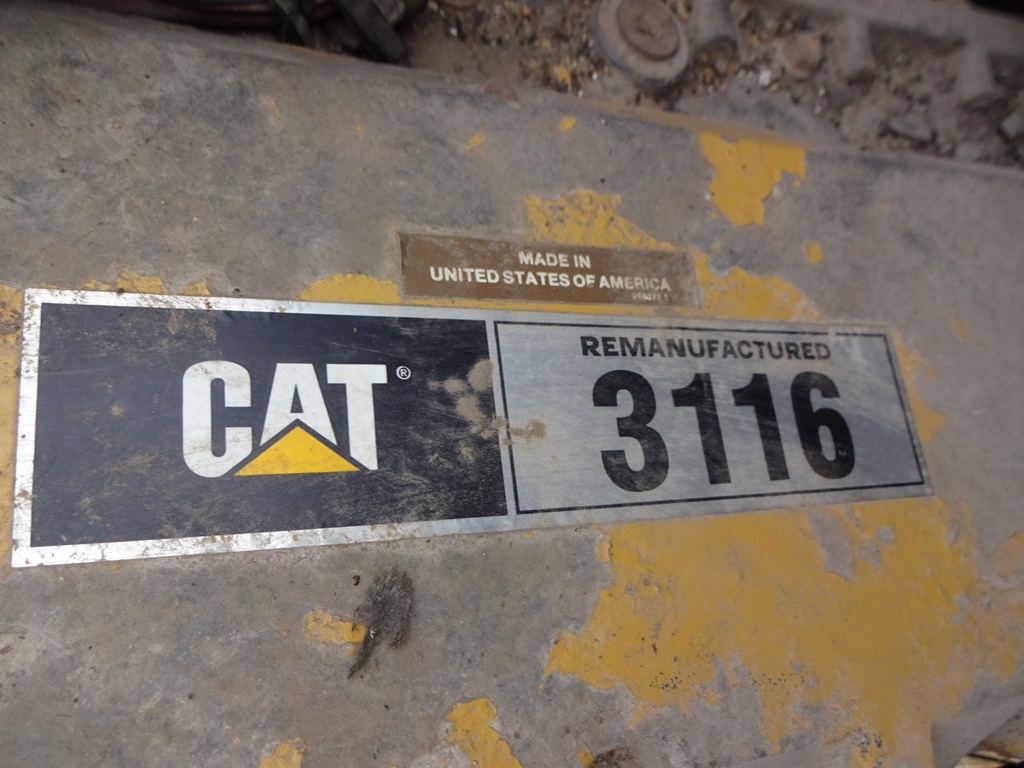 MADE IN
UNITED STATES OF AMERICA
CAT®
REMANUFACTURED
3116